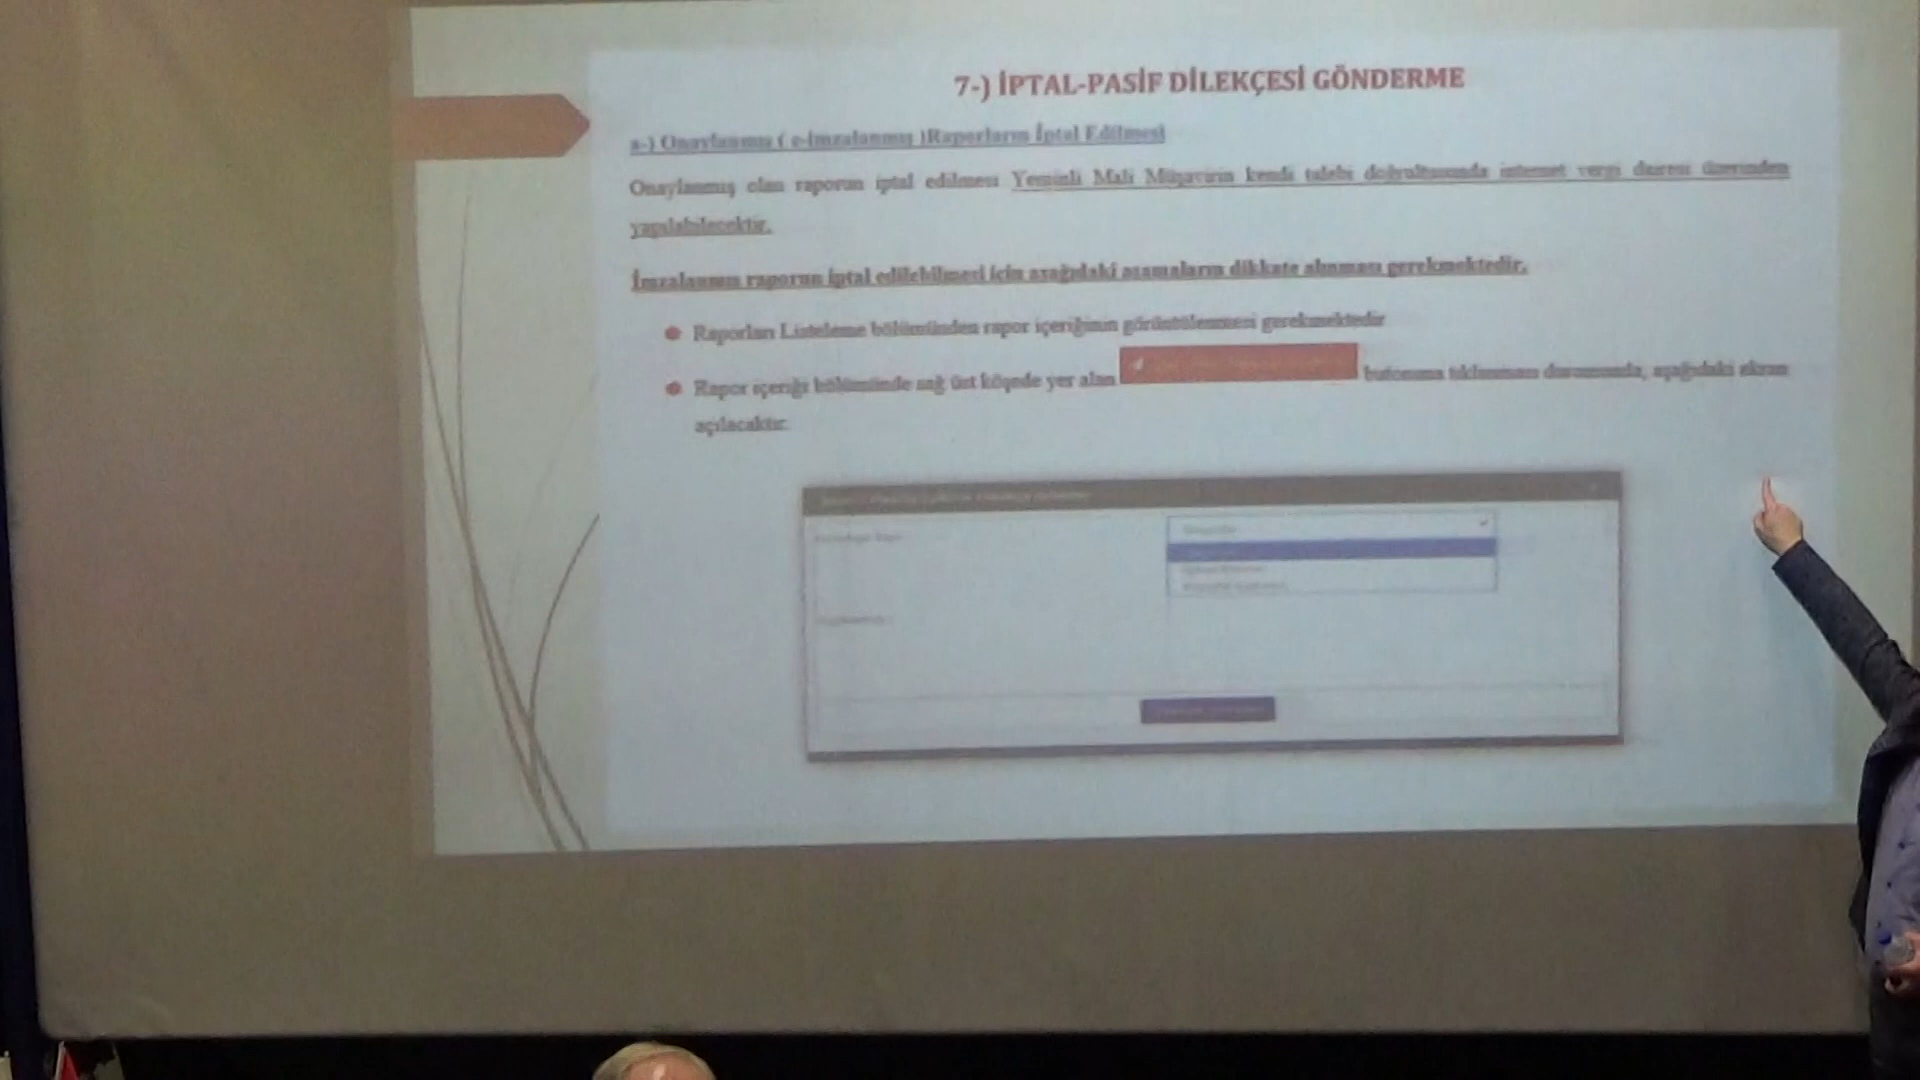 7-) İPTAL-PASİF DİLEKÇESİ GÖNDERME
a-) Onaylanmış ( e-imzalanmış )Raporların İptal Edilmesi
Onaylanmış olan raporun iptal edilmesi Yeminli Mali Müşavirin kendi talebi doğrultusunda internet vergi dairesi üzerinden
yapılabilecektir.
İmzalanmış raporun iptal edilebilmesi için aşağıdaki aşamaların dikkate alınması gerekmektedir.
Raporları Listeleme bölümünden rapor içeriğinin görüntülenmesi gerekmektedir
Rapor içeriği bölümünde sağ üst köşede yer alan butonuna tıklanması durumunda, aşağıdaki ekran
açılacaktır.